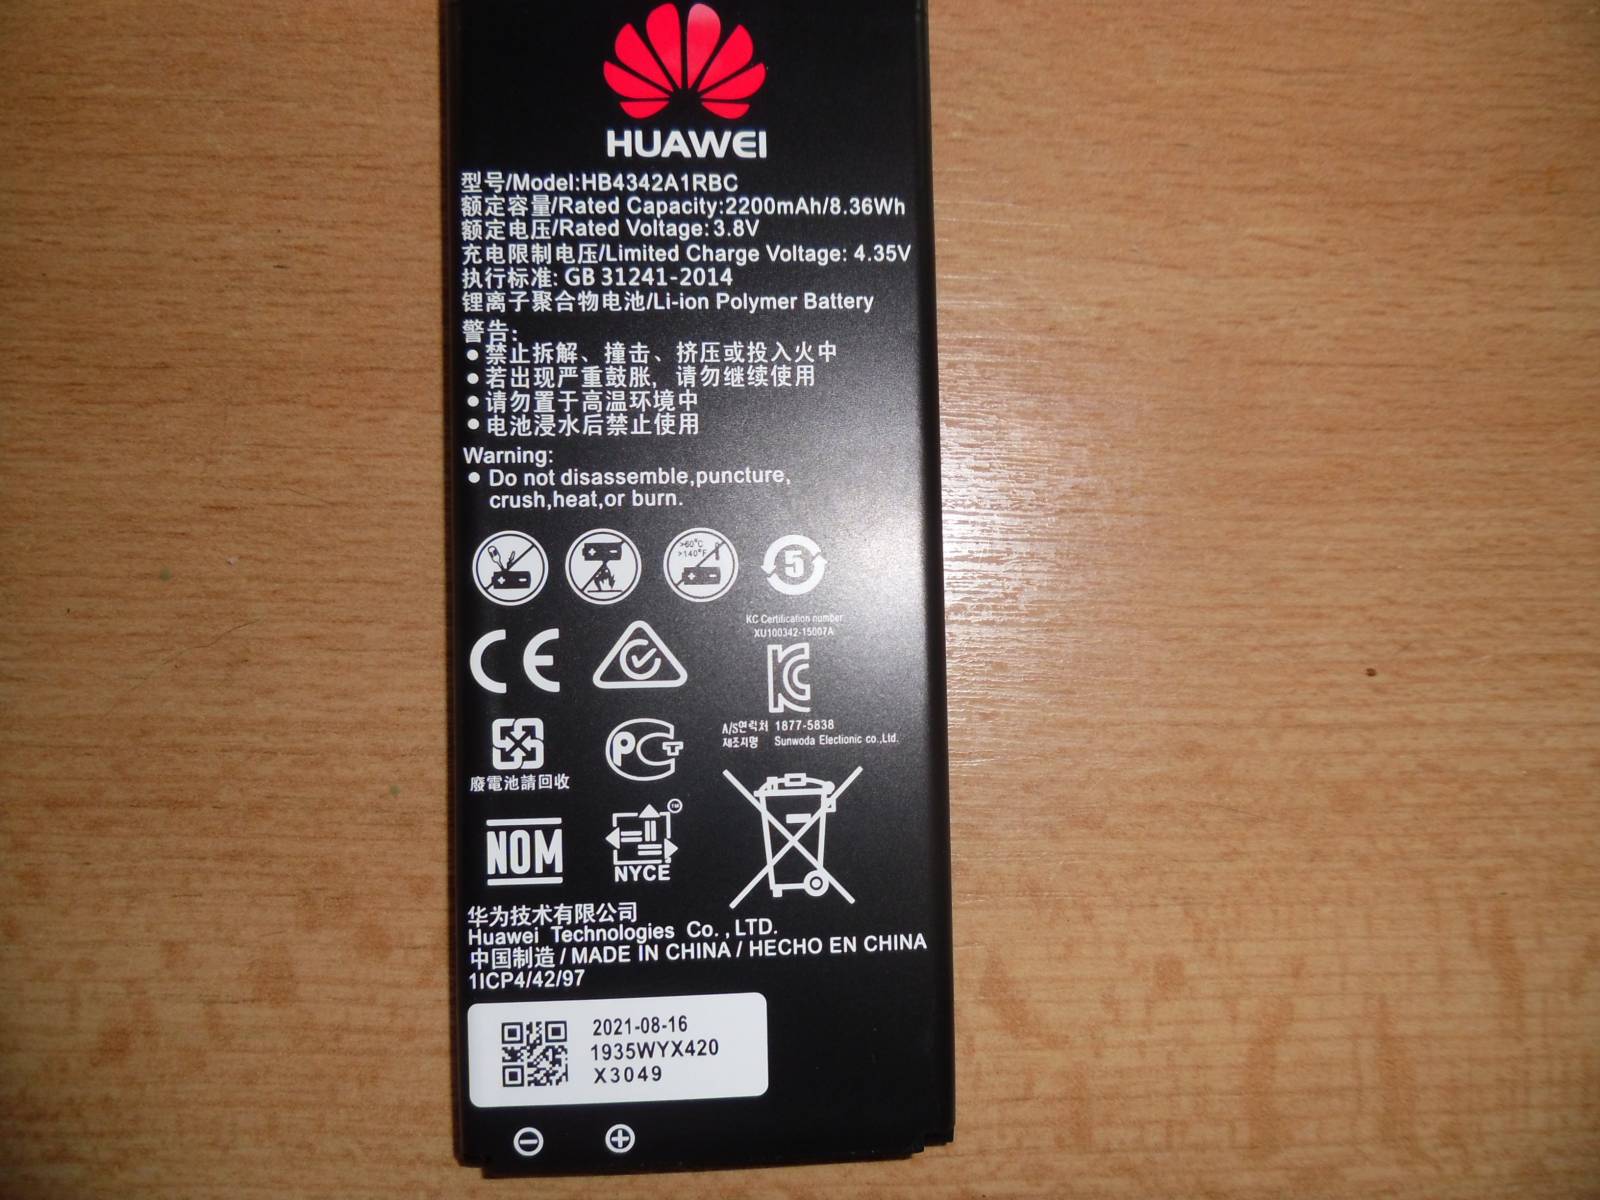 HUAWEI
型号/Model:HB4342A1RBC
额定容量/Rated Capacity:2200mAh/8.36Wh
额定电压/Rated Voltage:3.8V
充电限制电压/Limited Charge Voltage: 4.35V
执行标准: GB 31241-2014
锂离子聚合物电池/Li-ion Polymer Battery
警告:
● 禁止拆解、撞击、挤压或投入火中
● 若出现严重鼓胀，请勿继续使用
● 请勿置于高温环境中
● 电池浸水后禁止使用
Warning:
● Do not disassemble,puncture,
crush,heat,or burn.
>60°C
>140°F
5
KC Certification number
XU100342-15007A
CE
KC
A/S연락처 1877-5838
제조지명 Sunwoda Electionic co.,Ltd.
PCT
廢電池請回收
NOM
NYCE
TM
华为技术有限公司
Huawei Technologies Co. , LTD.
中国制造 / MADE IN CHINA / HECHO EN CHINA
1ICP4/42/97
2021-08-16
1935WYX420
X3049